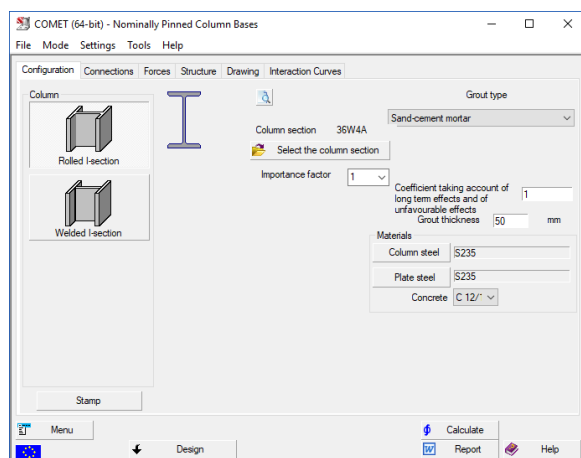 COMET (64-bit) - Nominally Pinned Column Bases
File Mode Settings Tools Help
Configuration Connections Forces Structure Drawing Interaction Curves
Column
Rolled I-section
Welded I-section
Stamp
Column section 36W4A
Select the column section
Importance factor 1
Grout type
Sand-cement mortar
Coefficient taking account of
long term effects and of
unfavourable effects
1
Grout thickness 50 mm
Materials
Column steel S235
Plate steel S235
Concrete C 12/
Menu
Calculate
Design
W Report
Help